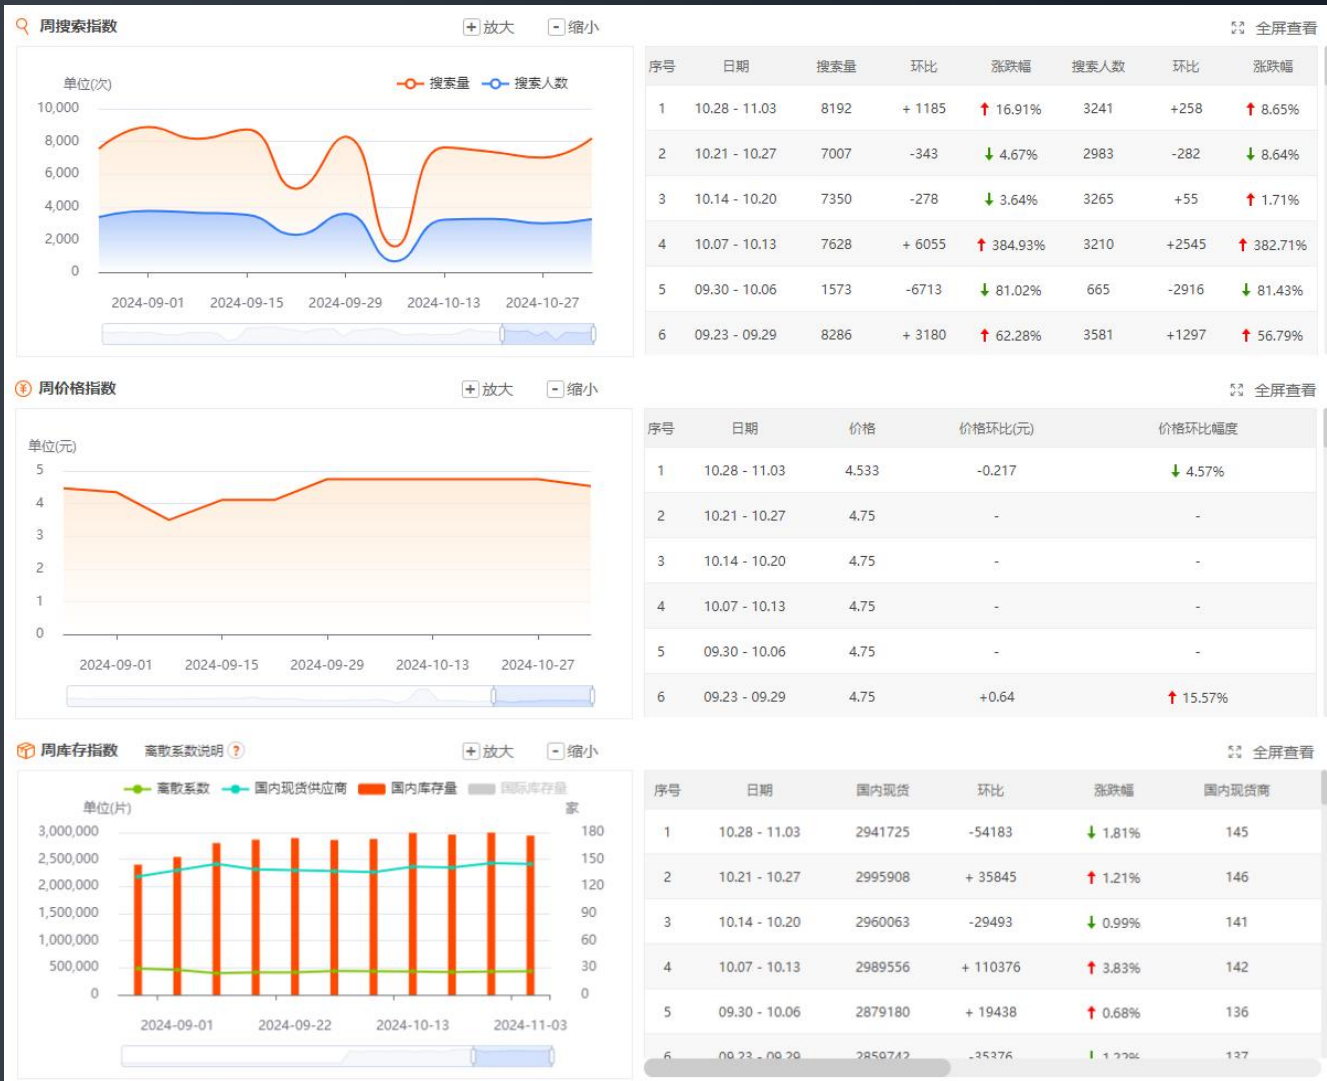 周搜索指数
放大
缩小
全屏查看
单位(次)
搜索量 搜索人数
10,000
8,000
6,000
4,000
2,000
0
2024-09-01 2024-09-15 2024-09-29 2024-10-13 2024-10-27
序号 日期 搜索量 环比 涨跌幅 搜索人数 环比 涨跌幅
1 10.28 - 11.03 8192 + 1185 16.91% 3241 +258 8.65%
2 10.21 - 10.27 7007 -343 4.67% 2983 -282 8.64%
3 10.14 - 10.20 7350 -278 3.64% 3265 +55 1.71%
4 10.07 - 10.13 7628 + 6055 384.93% 3210 +2545 382.71%
5 09.30 - 10.06 1573 -6713 81.02% 665 -2916 81.43%
6 09.23 - 09.29 8286 + 3180 62.28% 3581 +1297 56.79%
周价格指数
放大
缩小
全屏查看
单位(元)
5
4
3
2
1
0
2024-09-01 2024-09-15 2024-09-29 2024-10-13 2024-10-27
序号 日期 价格 价格环比(元) 价格环比幅度
1 10.28 - 11.03 4.533 -0.217 4.57%
2 10.21 - 10.27 4.75 - -
3 10.14 - 10.20 4.75 - -
4 10.07 - 10.13 4.75 - -
5 09.30 - 10.06 4.75 - -
6 09.23 - 09.29 4.75 +0.64 15.57%
周库存指数 离散系数说明 ?
放大
缩小
全屏查看
离散系数 国内现货供应商 国内库存量 国际库存量
单位(片) 家
3,000,000 180
2,500,000 150
2,000,000 120
1,500,000 90
1,000,000 60
500,000 30
0 0
2024-09-01 2024-09-22 2024-10-13 2024-11-03
序号 日期 国内现货 环比 涨跌幅 国内现货商
1 10.28 - 11.03 2941725 -54183 1.81% 145
2 10.21 - 10.27 2995908 + 35845 1.21% 146
3 10.14 - 10.20 2960063 -29493 0.99% 141
4 10.07 - 10.13 2989556 + 110376 3.83% 142
5 09.30 - 10.06 2879180 + 19438 0.68% 136
6 09.23 - 09.29 2859742 -35376 1.22% 137